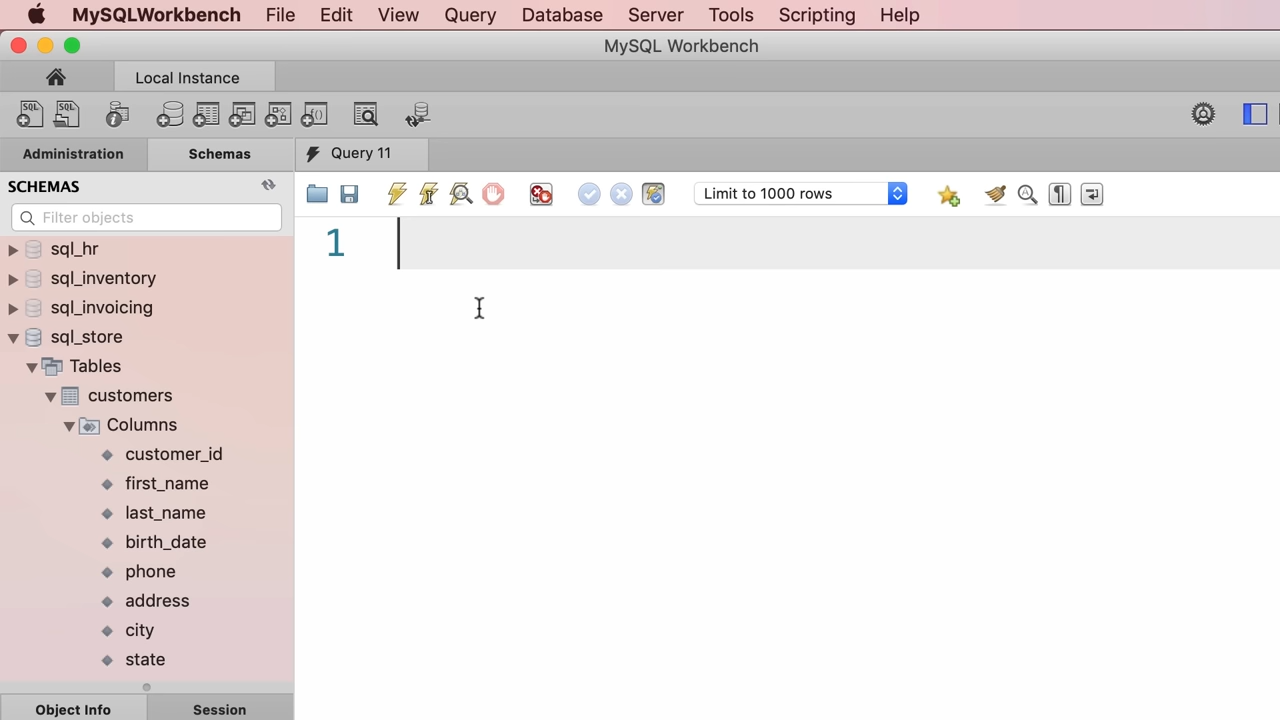 MySQLWorkbench File Edit View Query Database Server Tools Scripting Help
MySQL Workbench
Local Instance
SQL SQL
Administration Schemas Query 11
SCHEMAS
Filter objects
Limit to 1000 rows
1
sql_hr
sql_inventory
sql_invoicing
sql_store
Tables
customers
Columns
customer_id
first_name
last_name
birth_date
phone
address
city
state
Object Info Session